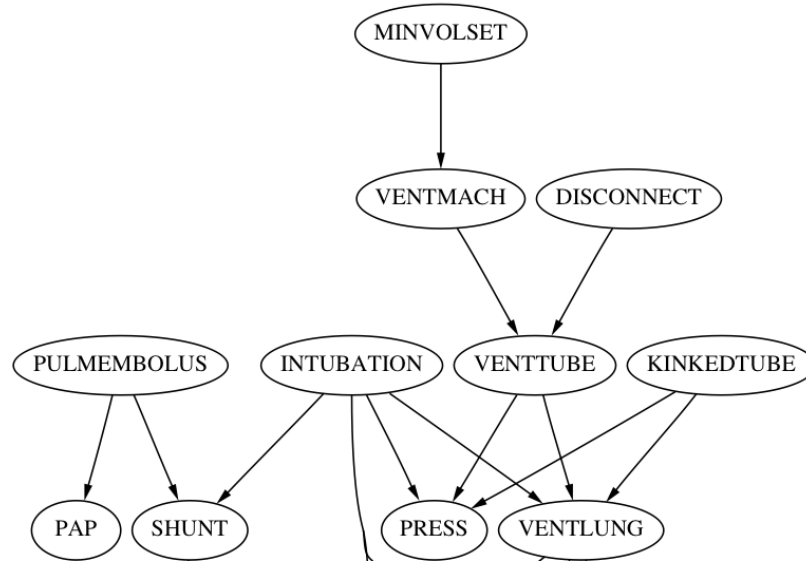 MINVOLSET
VENTMACH
DISCONNECT
PULMEMBOLUS
INTUBATION
VENTTUBE
KINKEDTUBE
PAP
SHUNT
PRESS
VENTLUNG